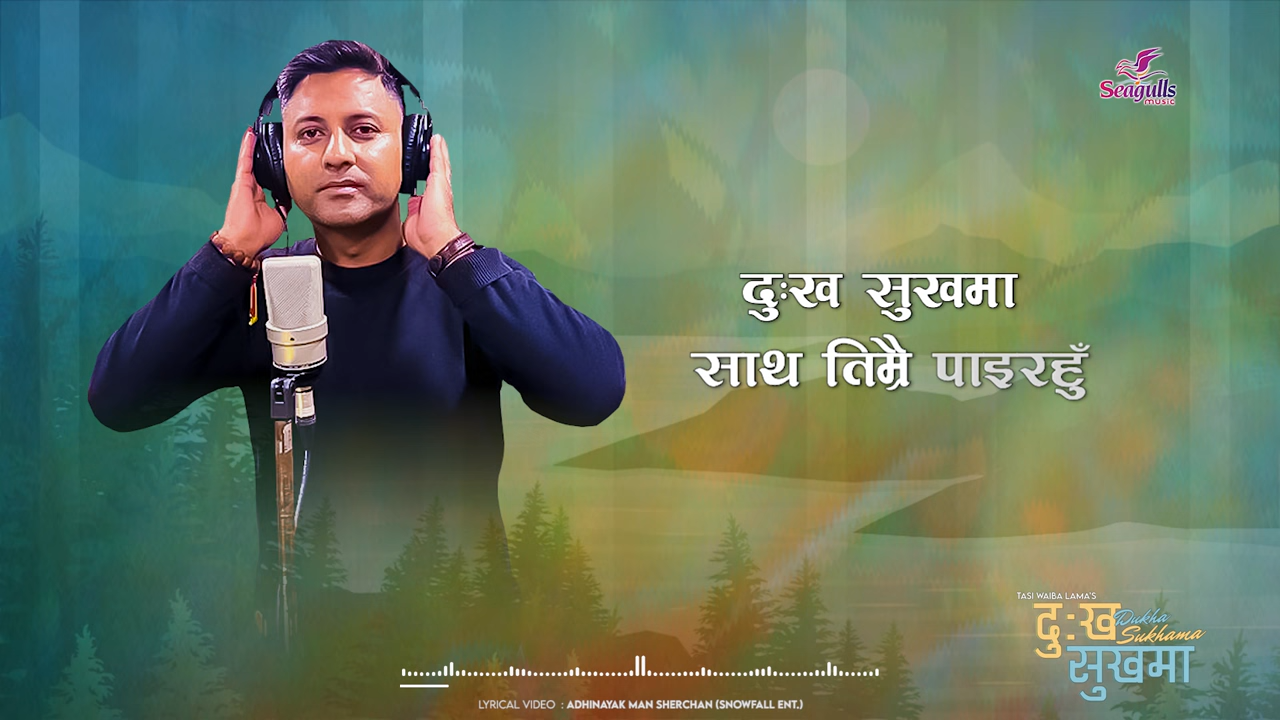 Seagulls
music
दुःख सुखमा
साथ तिम्रै पाइरहुँ
TASI WAIBA LAMA'S
दुःख
Dukha
Sukhama
सुखमा
LYRICAL VIDEO : ADHINAYAK MAN SHERCHAN (SNOWFALL ENT.)